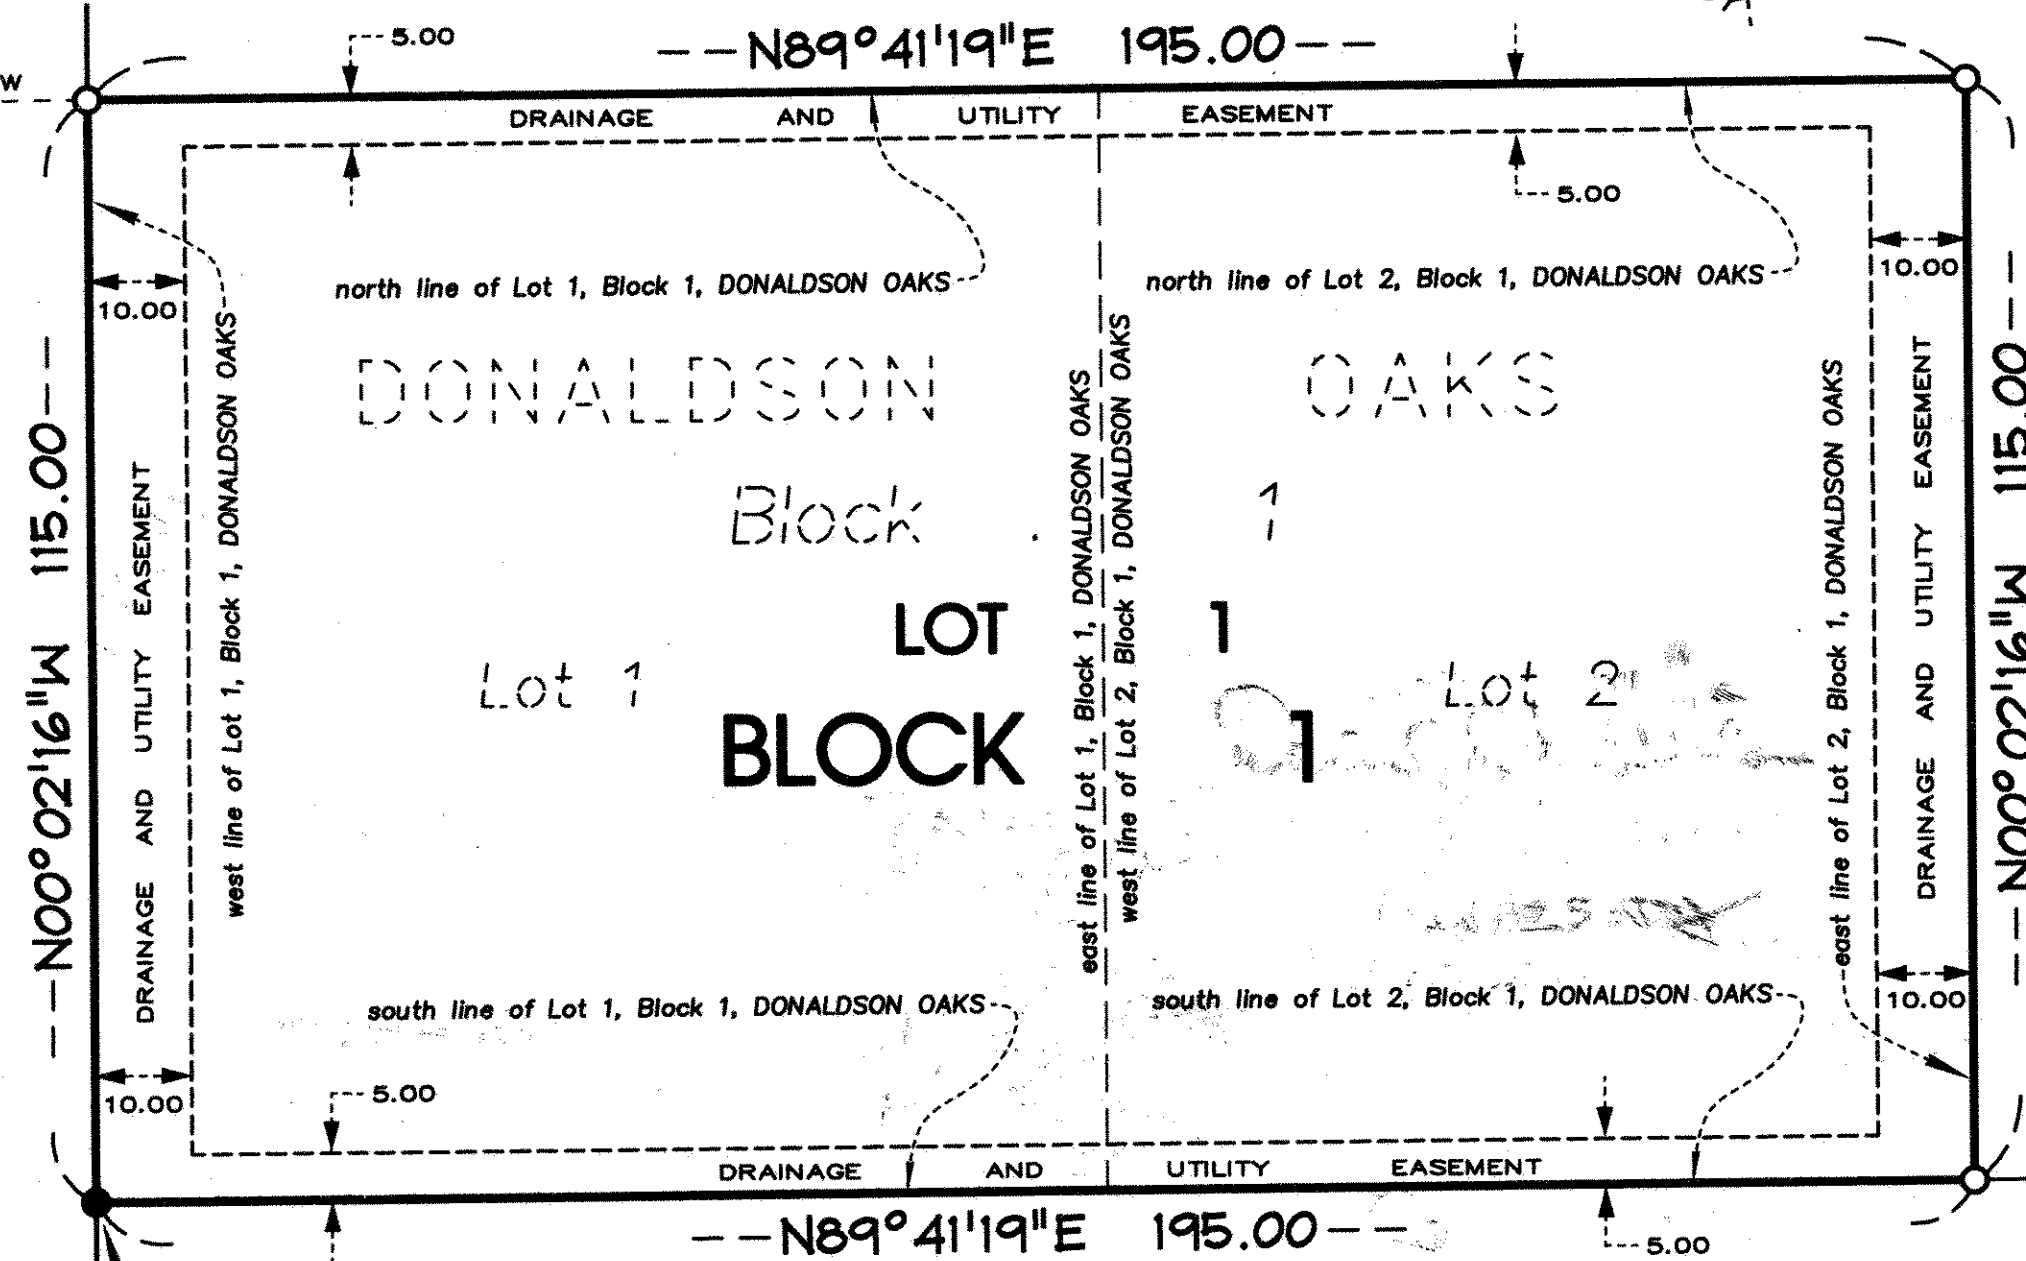 5.00
N89°41'19"E 195.00
W
DRAINAGE AND UTILITY EASEMENT
5.00
10.00
10.00
north line of Lot 1, Block 1, DONALDSON OAKS
north line of Lot 2, Block 1, DONALDSON OAKS
DONALDSON OAKS
Block 1
LOT 1
Lot 1
Lot 2
BLOCK 1
N00°02'16"W 115.00
DRAINAGE AND UTILITY EASEMENT
west line of Lot 1, Block 1, DONALDSON OAKS
east line of Lot 1, Block 1, DONALDSON OAKS
west line of Lot 2, Block 1, DONALDSON OAKS
east line of Lot 2, Block 1, DONALDSON OAKS
DRAINAGE AND UTILITY EASEMENT
N00°02'16"W 115.00
south line of Lot 1, Block 1, DONALDSON OAKS
south line of Lot 2, Block 1, DONALDSON OAKS
10.00
10.00
5.00
DRAINAGE AND UTILITY EASEMENT
N89°41'19"E 195.00
5.00